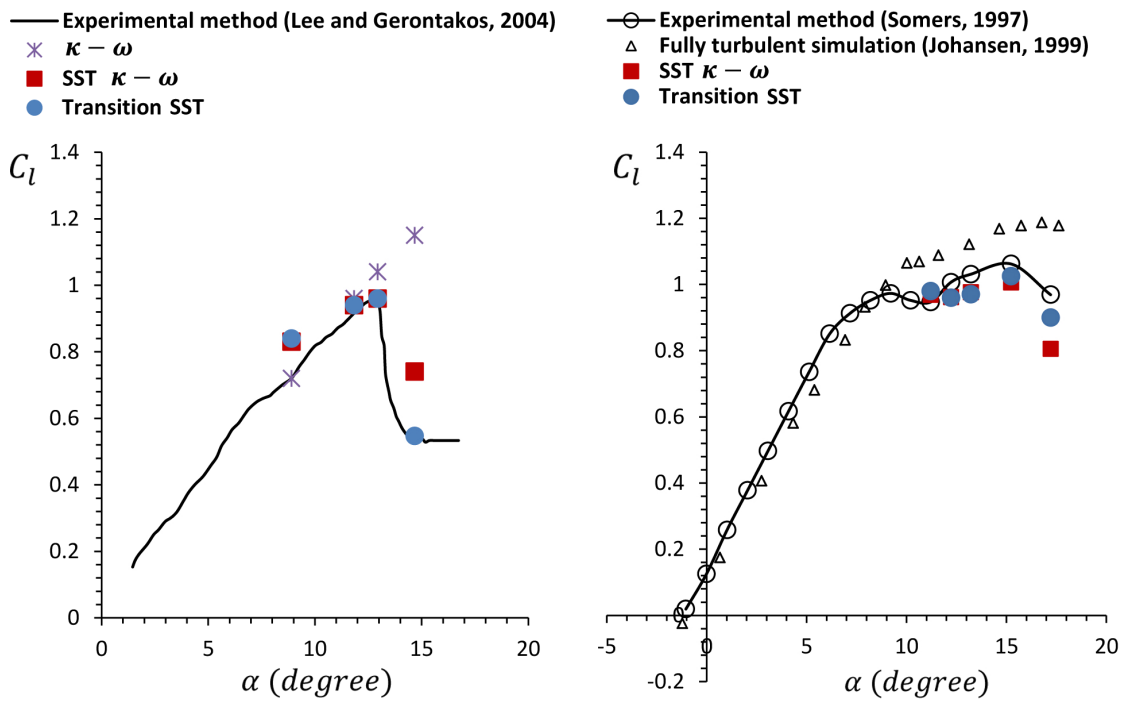 Experimental method (Lee and Gerontakos, 2004)
κ − ω
SST κ − ω
Transition SST
C_l
1.4
1.2
1
0.8
0.6
0.4
0.2
0
0 5 10 15 20
α (degree)
Experimental method (Somers, 1997)
Fully turbulent simulation (Johansen, 1999)
SST κ − ω
Transition SST
C_l
1.4
1.2
1
0.8
0.6
0.4
0.2
0
-0.2
-5 0 5 10 15 20
α (degree)